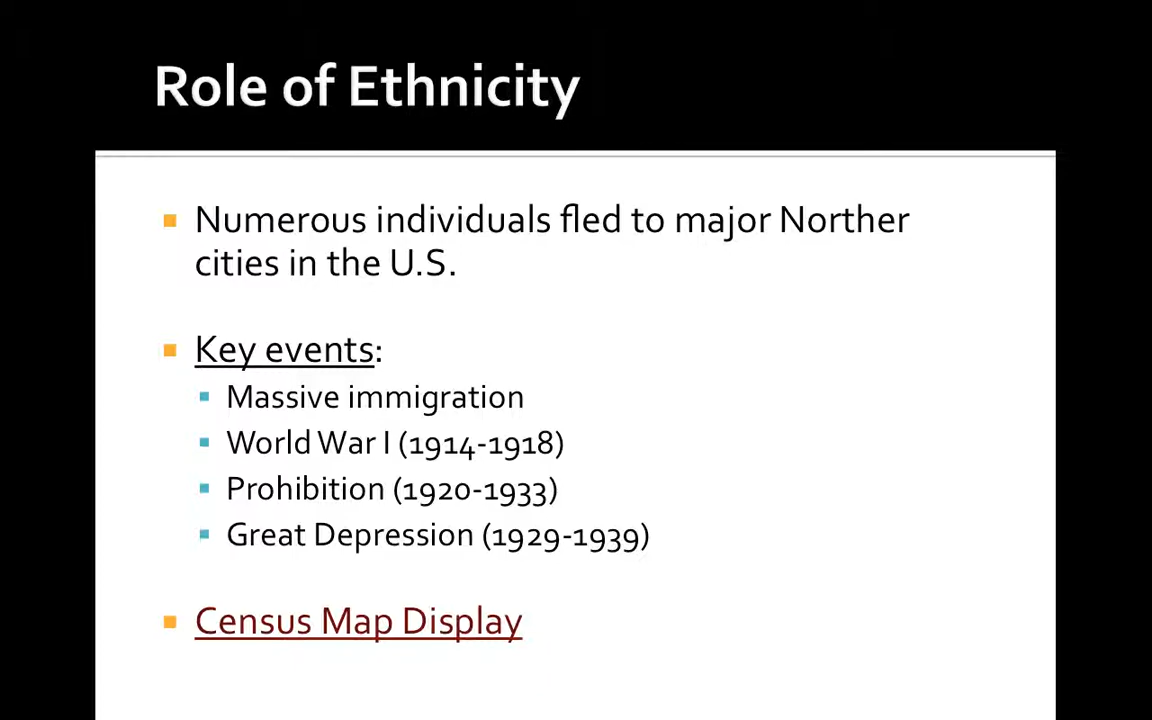 Role of Ethnicity
Numerous individuals fled to major Norther
cities in the U.S.
Key events:
Massive immigration
World War I (1914-1918)
Prohibition (1920-1933)
Great Depression (1929-1939)
Census Map Display